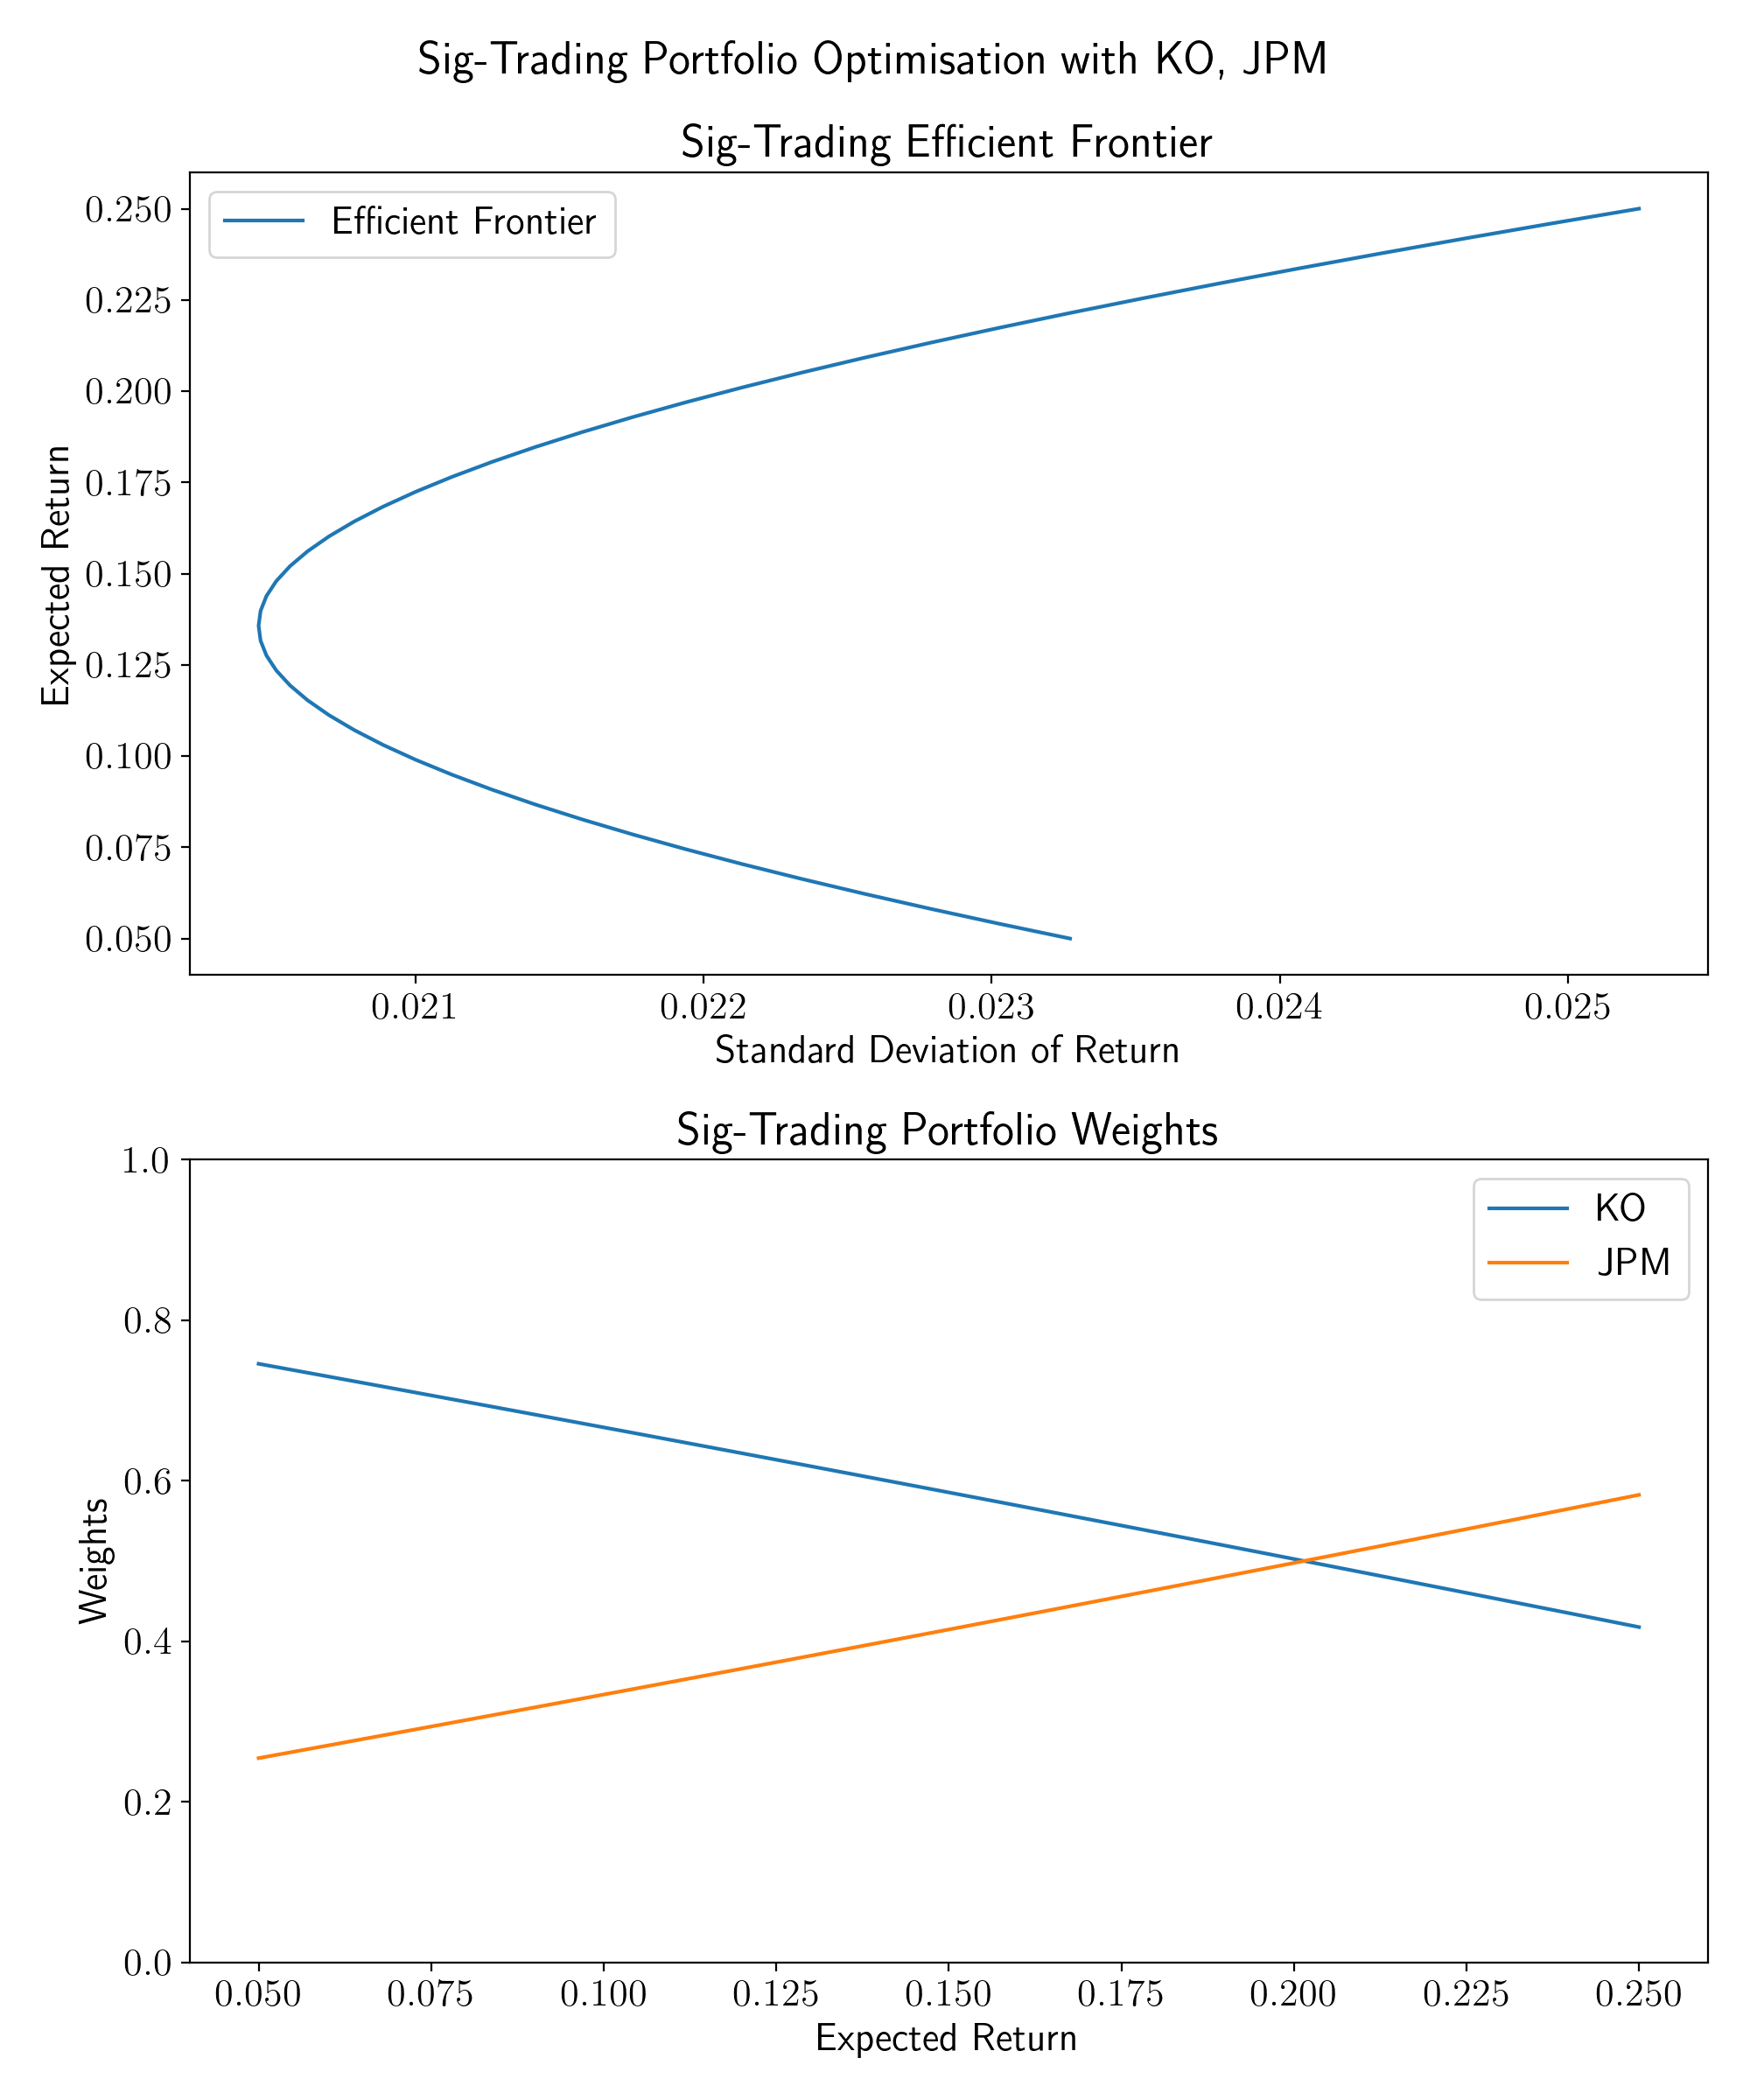 Sig-Trading Portfolio Optimisation with KO, JPM
Sig-Trading Efficient Frontier
Efficient Frontier
Expected Return
0.250
0.225
0.200
0.175
0.150
0.125
0.100
0.075
0.050
0.021 0.022 0.023 0.024 0.025
Standard Deviation of Return
Sig-Trading Portfolio Weights
KO
JPM
Weights
1.0
0.8
0.6
0.4
0.2
0.0
0.050 0.075 0.100 0.125 0.150 0.175 0.200 0.225 0.250
Expected Return